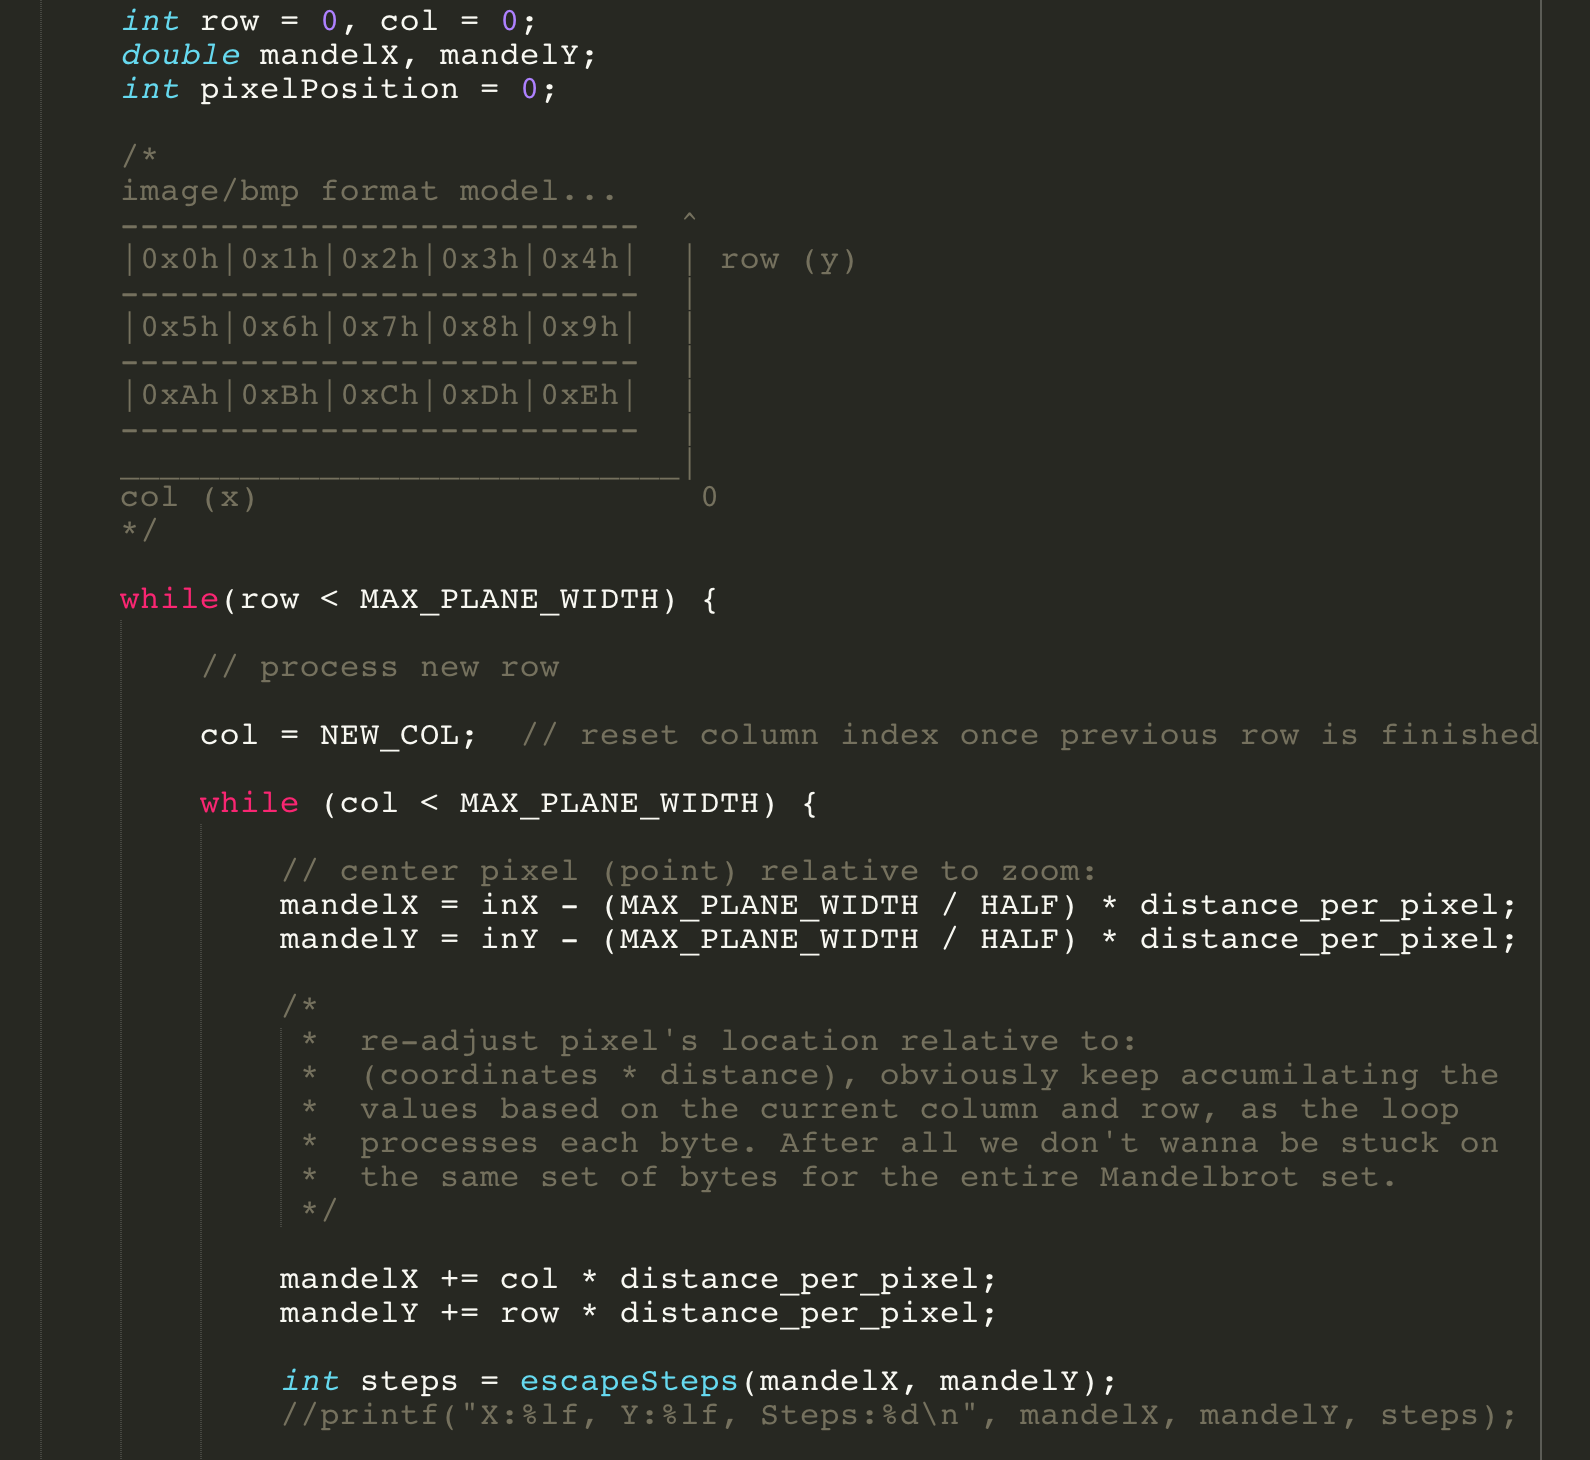 int row = 0, col = 0;
double mandelX, mandelY;
int pixelPosition = 0;
/*
image/bmp format model...
--------------------------  ^
|0x0h|0x1h|0x2h|0x3h|0x4h|  | row (y)
--------------------------  |
|0x5h|0x6h|0x7h|0x8h|0x9h|  |
--------------------------  |
|0xAh|0xBh|0xCh|0xDh|0xEh|  |
--------------------------  |
____________________________|
col (x)                      0
*/
while(row < MAX_PLANE_WIDTH) {
// process new row
col = NEW_COL;  // reset column index once previous row is finished
while (col < MAX_PLANE_WIDTH) {
// center pixel (point) relative to zoom:
mandelX = inX - (MAX_PLANE_WIDTH / HALF) * distance_per_pixel;
mandelY = inY - (MAX_PLANE_WIDTH / HALF) * distance_per_pixel;
/*
*  re-adjust pixel's location relative to:
*  (coordinates * distance), obviously keep accumilating the
*  values based on the current column and row, as the loop
*  processes each byte. After all we don't wanna be stuck on
*  the same set of bytes for the entire Mandelbrot set.
*/
mandelX += col * distance_per_pixel;
mandelY += row * distance_per_pixel;
int steps = escapeSteps(mandelX, mandelY);
//printf("X:%lf, Y:%lf, Steps:%d\n", mandelX, mandelY, steps);